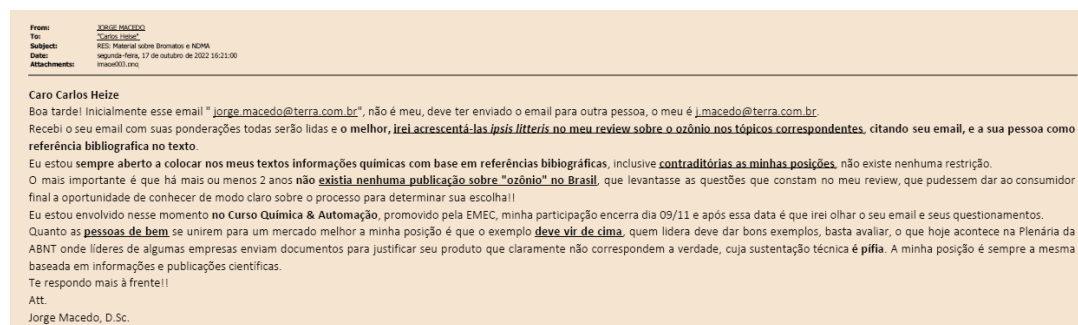 From: JORGE MACEDO
To: "Carlos Heise"
Subject: RES: Material sobre Bromatos e NDMA
Date: segunda-feira, 17 de outubro de 2022 16:21:00
Attachments: image003.png
Caro Carlos Heize
Boa tarde! Inicialmente esse email " jorge.macedo@terra.com.br", não é meu, deve ter enviado o email para outra pessoa, o meu é j.macedo@terra.com.br.
Recebi o seu email com suas ponderações todas serão lidas e o melhor, irei acrescentá-las ipsis litteris no meu review sobre o ozônio nos tópicos correspondentes, citando seu email, e a sua pessoa como
referência bibliografica no texto.
Eu estou sempre aberto a colocar nos meus textos informações químicas com base em referências bibiográficas, inclusive contraditórias as minhas posições, não existe nenhuma restrição.
O mais importante é que há mais ou menos 2 anos não existia nenhuma publicação sobre "ozônio" no Brasil, que levantasse as questões que constam no meu review, que pudessem dar ao consumidor
final a oportunidade de conhecer de modo claro sobre o processo para determinar sua escolha!!
Eu estou envolvido nesse momento no Curso Química & Automação, promovido pela EMEC, minha participação encerra dia 09/11 e após essa data é que irei olhar o seu email e seus questionamentos.
Quanto as pessoas de bem se unirem para um mercado melhor a minha posição é que o exemplo deve vir de cima, quem lidera deve dar bons exemplos, basta avaliar, o que hoje acontece na Plenária da
ABNT onde líderes de algumas empresas enviam documentos para justificar seu produto que claramente não correspondem a verdade, cuja sustentação técnica é pífia. A minha posição é sempre a mesma
baseada em informações e publicações científicas.
Te respondo mais à frente!!
Att.
Jorge Macedo, D.Sc.